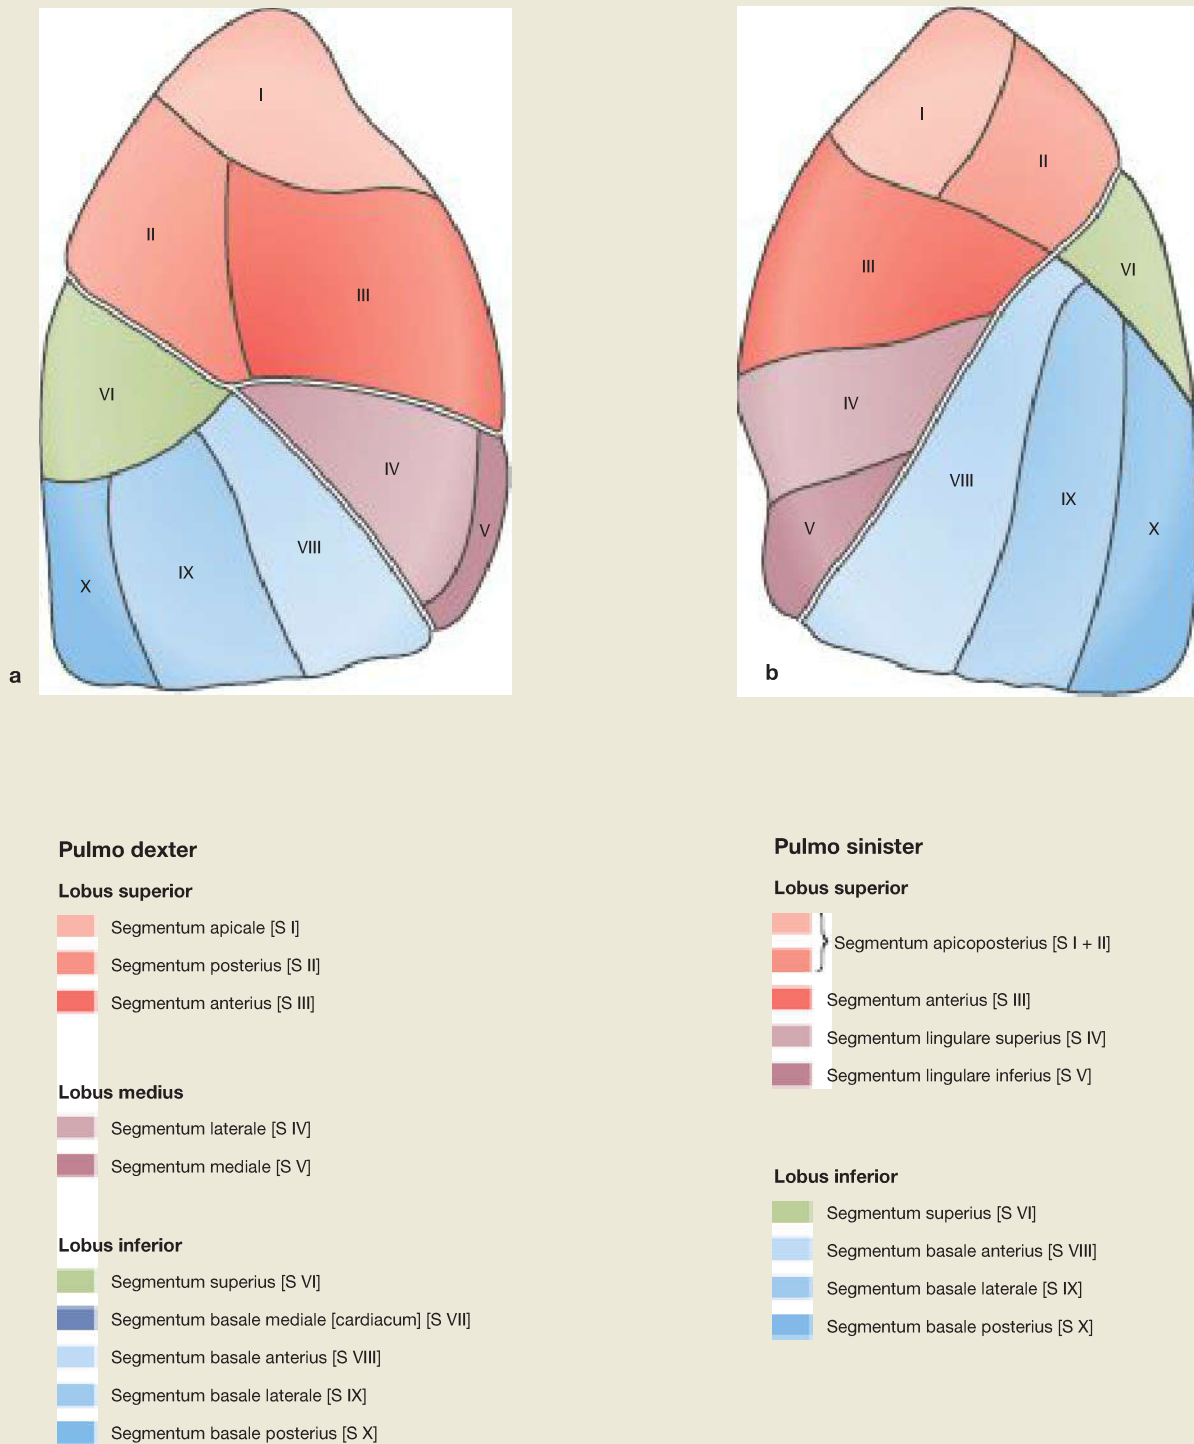 I
II
III
VI
IV
V
VIII
IX
X
a
I
II
III
VI
IV
V
VIII
IX
X
b
Pulmo dexter
Lobus superior
Segmentum apicale [S I]
Segmentum posterius [S II]
Segmentum anterius [S III]
Lobus medius
Segmentum laterale [S IV]
Segmentum mediale [S V]
Lobus inferior
Segmentum superius [S VI]
Segmentum basale mediale [cardiacum] [S VII]
Segmentum basale anterius [S VIII]
Segmentum basale laterale [S IX]
Segmentum basale posterius [S X]
Pulmo sinister
Lobus superior
Segmentum apicoposterius [S I + II]
Segmentum anterius [S III]
Segmentum lingulare superius [S IV]
Segmentum lingulare inferius [S V]
Lobus inferior
Segmentum superius [S VI]
Segmentum basale anterius [S VIII]
Segmentum basale laterale [S IX]
Segmentum basale posterius [S X]